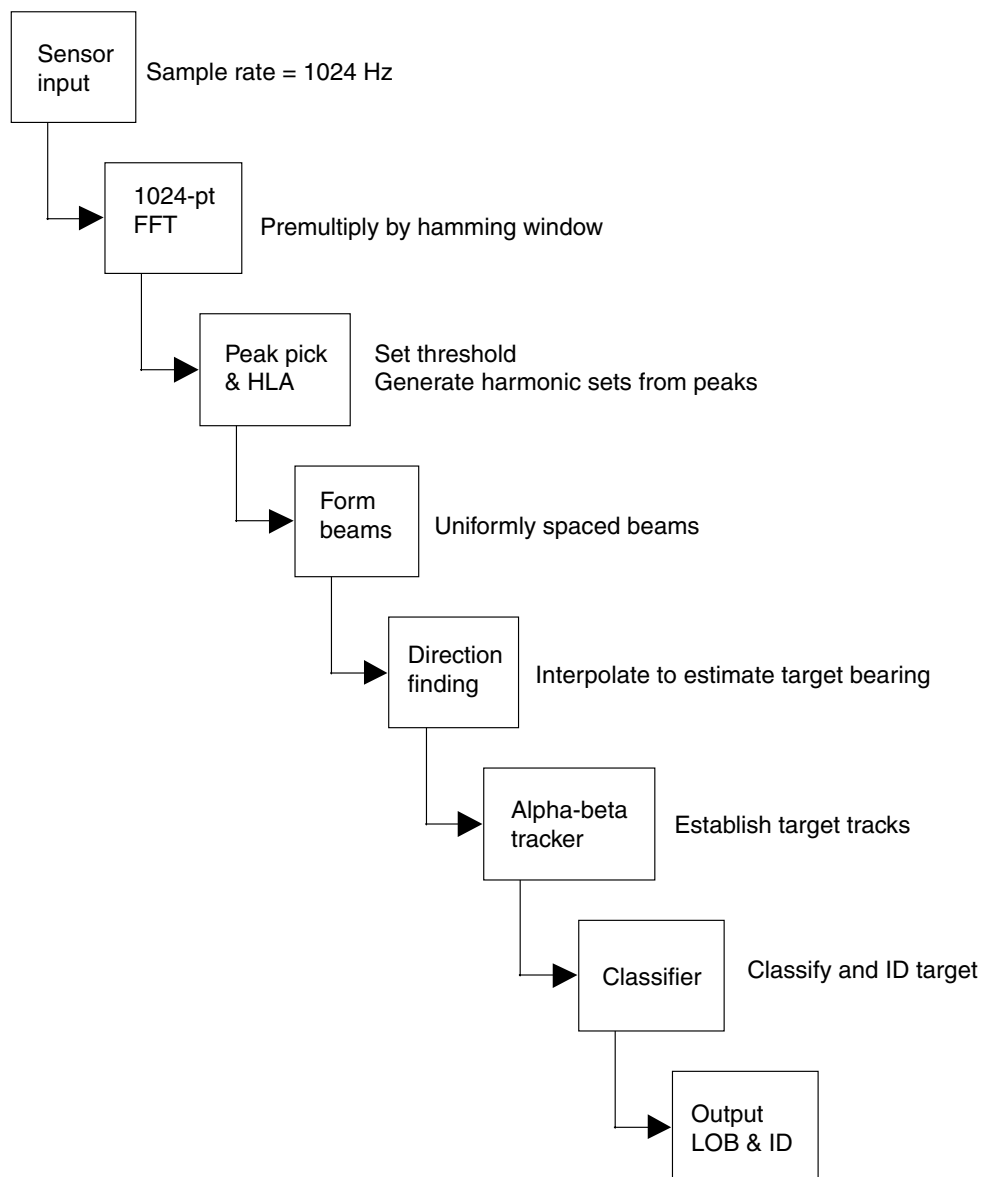 Sensor
input
Sample rate = 1024 Hz
1024-pt
FFT
Premultiply by hamming window
Peak pick
& HLA
Set threshold
Generate harmonic sets from peaks
Form
beams
Uniformly spaced beams
Direction
finding
Interpolate to estimate target bearing
Alpha-beta
tracker
Establish target tracks
Classifier
Classify and ID target
Output
LOB & ID